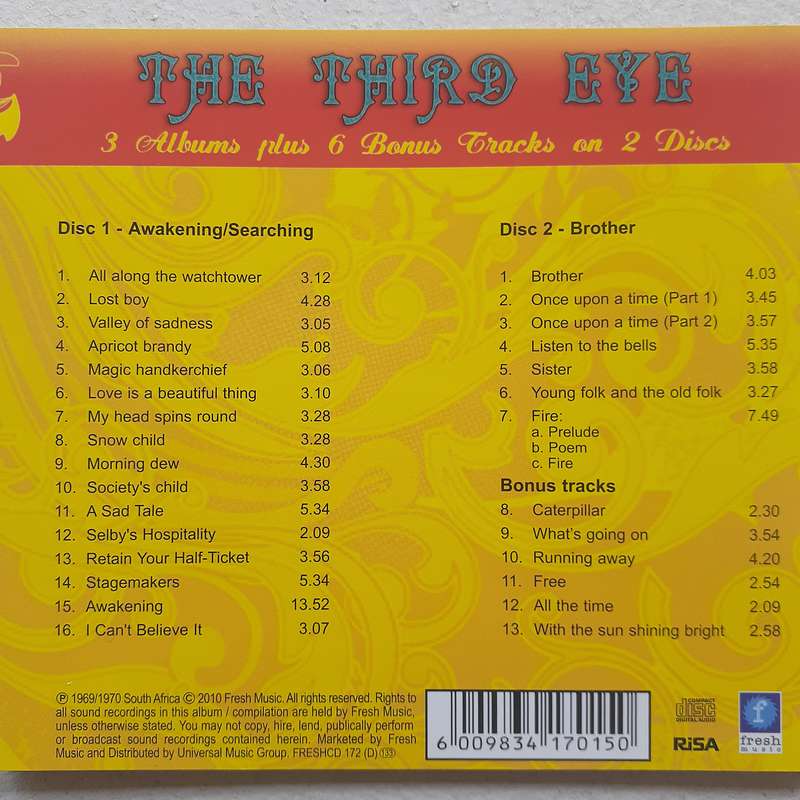 THE THIRD EYE
3 Albums plus 6 Bonus Tracks on 2 Discs
Disc 1 - Awakening/Searching
1. All along the watchtower 3.12
2. Lost boy 4.28
3. Valley of sadness 3.05
4. Apricot brandy 5.08
5. Magic handkerchief 3.06
6. Love is a beautiful thing 3.10
7. My head spins round 3.28
8. Snow child 3.28
9. Morning dew 4.30
10. Society's child 3.58
11. A Sad Tale 5.34
12. Selby's Hospitality 2.09
13. Retain Your Half-Ticket 3.56
14. Stagemakers 5.34
15. Awakening 13.52
16. I Can't Believe It 3.07
Disc 2 - Brother
1. Brother 4.03
2. Once upon a time (Part 1) 3.45
3. Once upon a time (Part 2) 3.57
4. Listen to the bells 5.35
5. Sister 3.58
6. Young folk and the old folk 3.27
7. Fire: 7.49
a. Prelude
b. Poem
c. Fire
Bonus tracks
8. Caterpillar 2.30
9. What's going on 3.54
10. Running away 4.20
11. Free 2.54
12. All the time 2.09
13. With the sun shining bright 2.58
℗ 1969/1970 South Africa © 2010 Fresh Music. All rights reserved. Rights to
all sound recordings in this album / compilation are held by Fresh Music,
unless otherwise stated. You may not copy, hire, lend, publically perform
or broadcast sound recordings contained herein. Marketed by Fresh
Music and Distributed by Universal Music Group. FRESHCD 172 (D) 133
6 009834 170150
COMPACT
disc
DIGITAL AUDIO
RiSA
f
fresh
music